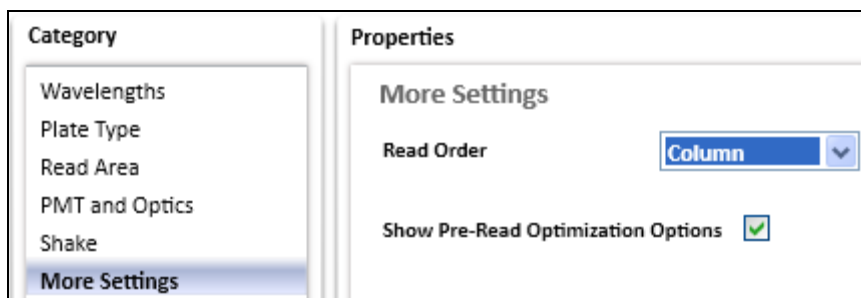 Category
Wavelengths
Plate Type
Read Area
PMT and Optics
Shake
More Settings
Properties
More Settings
Read Order Column
Show Pre-Read Optimization Options